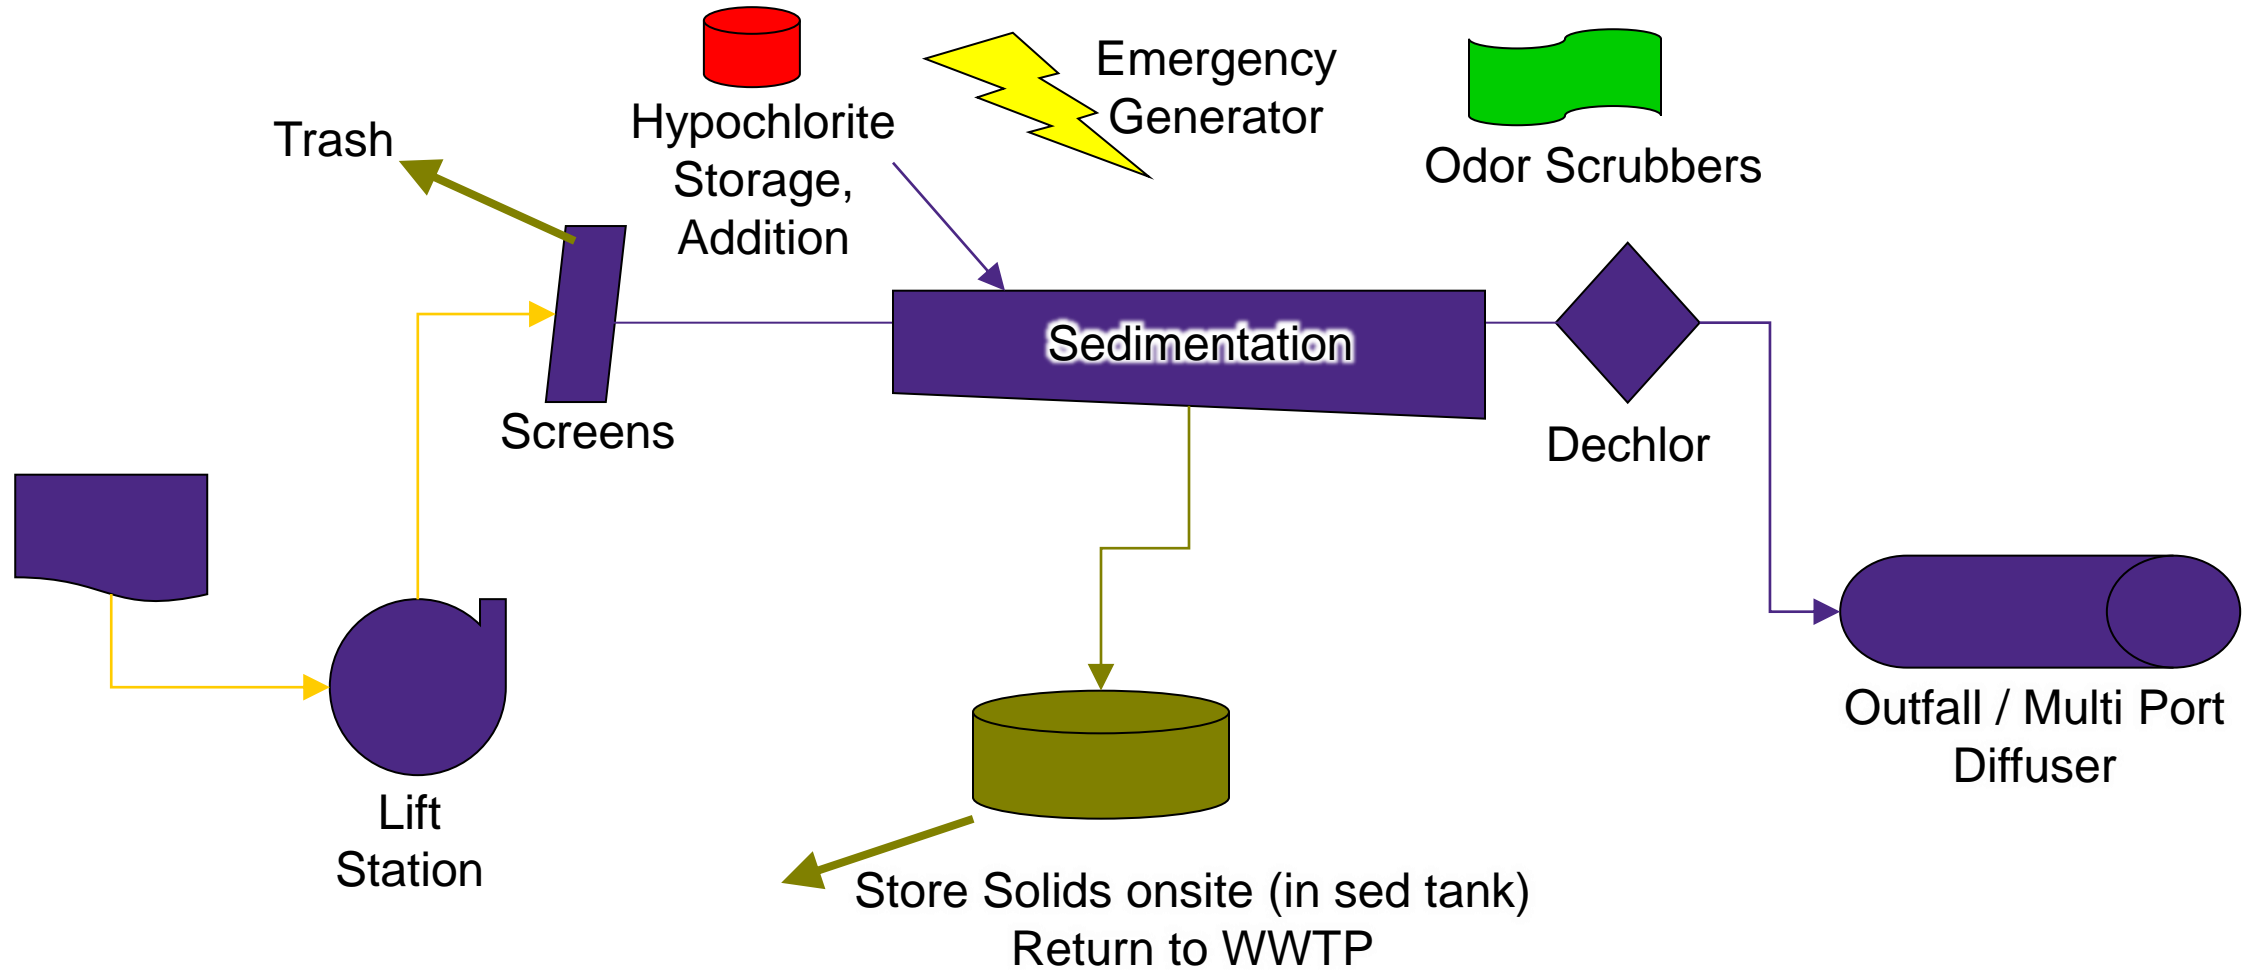 Emergency
Generator
Hypochlorite
Storage,
Addition
Trash
Odor Scrubbers
Sedimentation
Screens
Dechlor
Outfall / Multi Port
Diffuser
Lift
Station
Store Solids onsite (in sed tank)
Return to WWTP